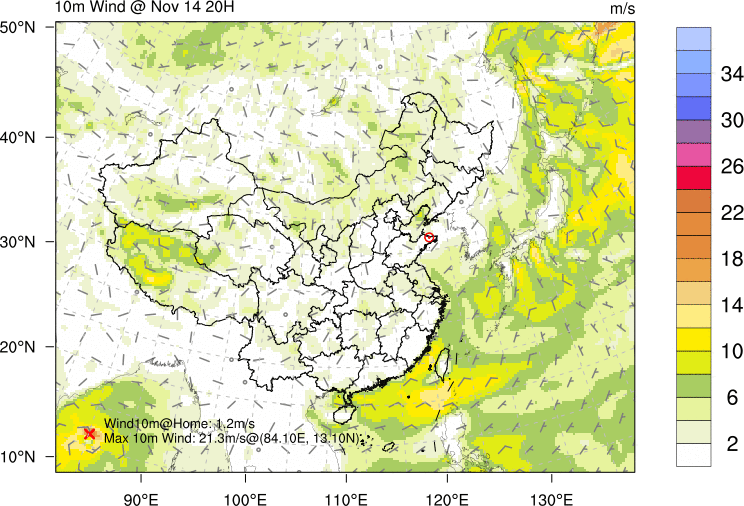 10m Wind @ Nov 14 20H
m/s
50°N
40°N
30°N
20°N
10°N
34
30
26
22
18
14
10
6
2
Wind10m@Home: 1.2m/s
Max 10m Wind: 21.3m/s@(84.10E, 13.10N)
90°E
100°E
110°E
120°E
130°E